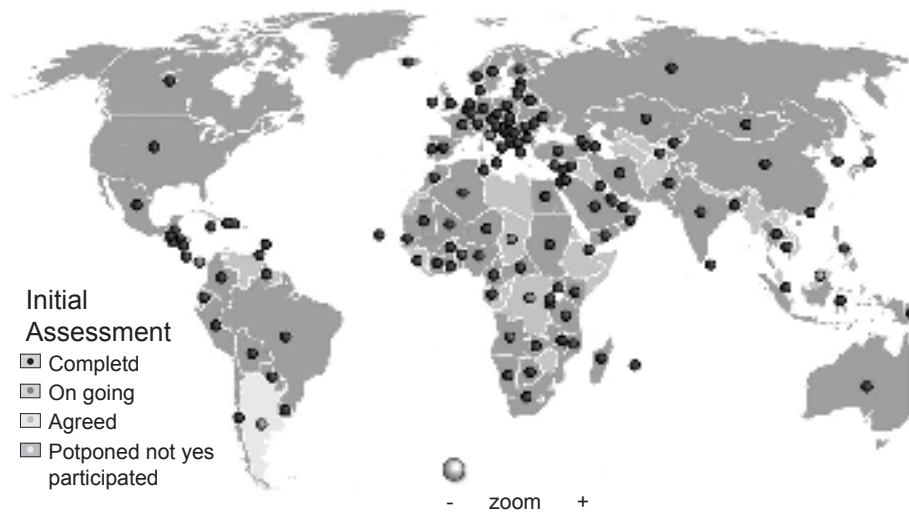 Initial
Assessment
Completd
On going
Agreed
Potponed not yes
participated
- zoom +